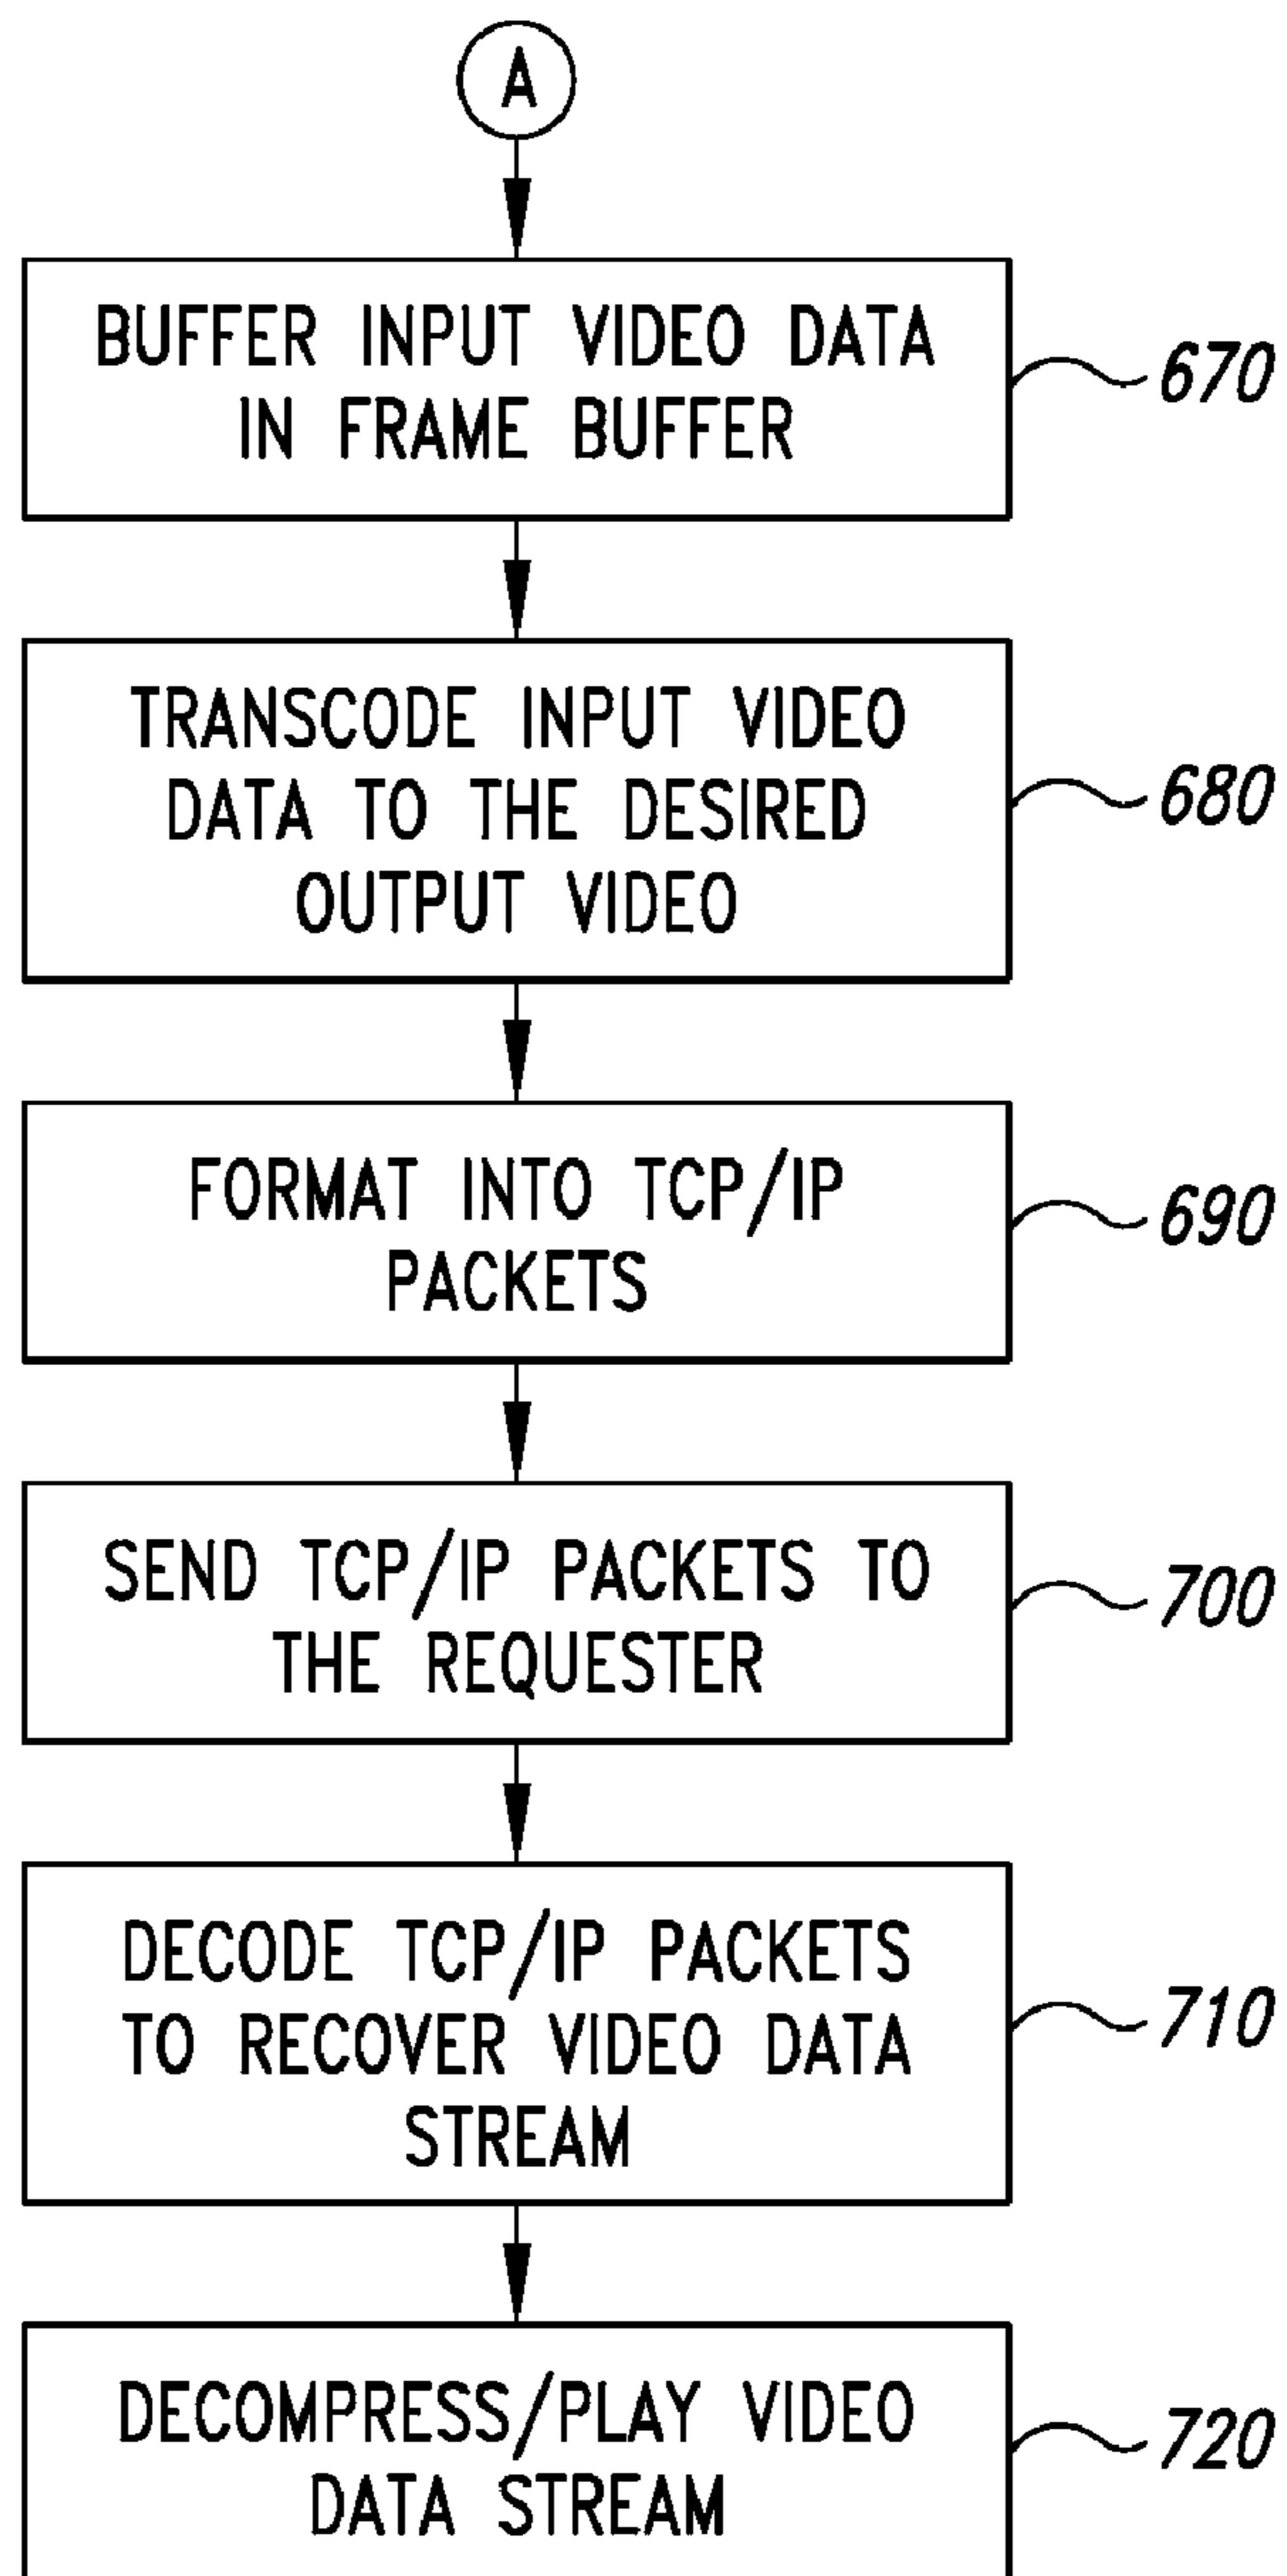 A
BUFFER INPUT VIDEO DATA
IN FRAME BUFFER
670
TRANSCODE INPUT VIDEO
DATA TO THE DESIRED
OUTPUT VIDEO
680
FORMAT INTO TCP/IP
PACKETS
690
SEND TCP/IP PACKETS TO
THE REQUESTER
700
DECODE TCP/IP PACKETS
TO RECOVER VIDEO DATA
STREAM
710
DECOMPRESS/PLAY VIDEO
DATA STREAM
720